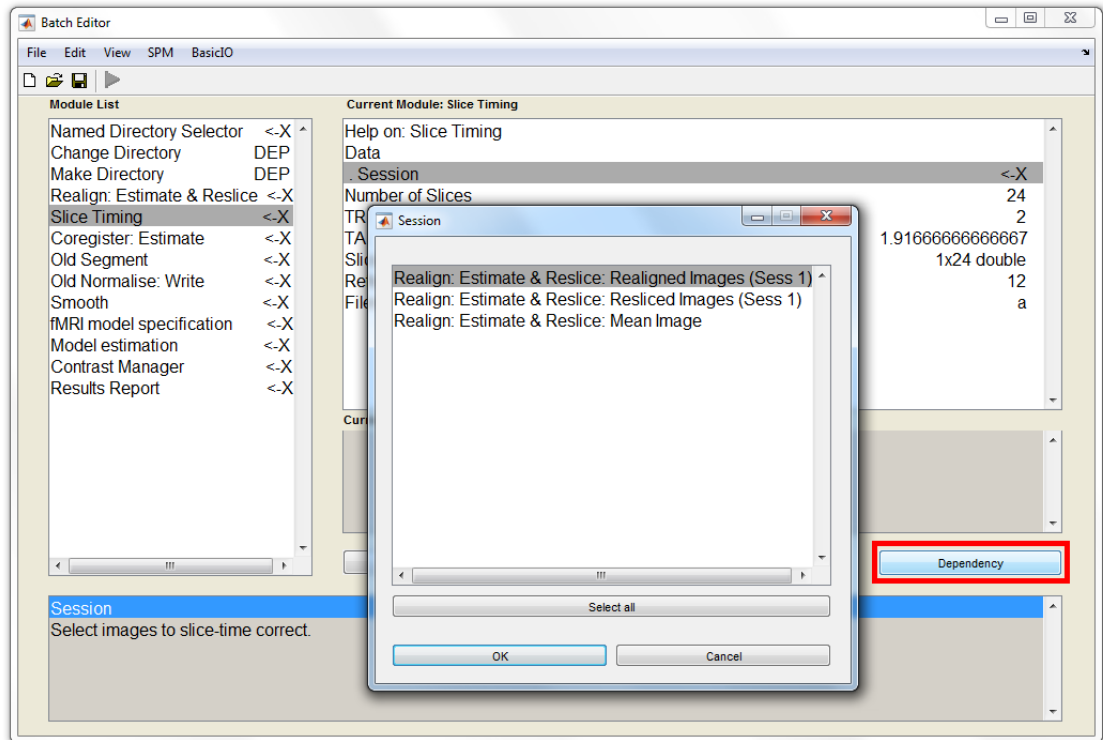 Batch Editor
File Edit View SPM BasicIO
Module List
Named Directory Selector <-X
Change Directory DEP
Make Directory DEP
Realign: Estimate & Reslice <-X
Slice Timing <-X
Coregister: Estimate <-X
Old Segment <-X
Old Normalise: Write <-X
Smooth <-X
fMRI model specification <-X
Model estimation <-X
Contrast Manager <-X
Results Report <-X
Current Module: Slice Timing
Help on: Slice Timing
Data
. Session <-X
Number of Slices 24
TR 2
TA 1.91666666666667
1x24 double
12
a
Session
Realign: Estimate & Reslice: Realigned Images (Sess 1)
Realign: Estimate & Reslice: Resliced Images (Sess 1)
Realign: Estimate & Reslice: Mean Image
Select all
OK Cancel
Dependency
Session
Select images to slice-time correct.